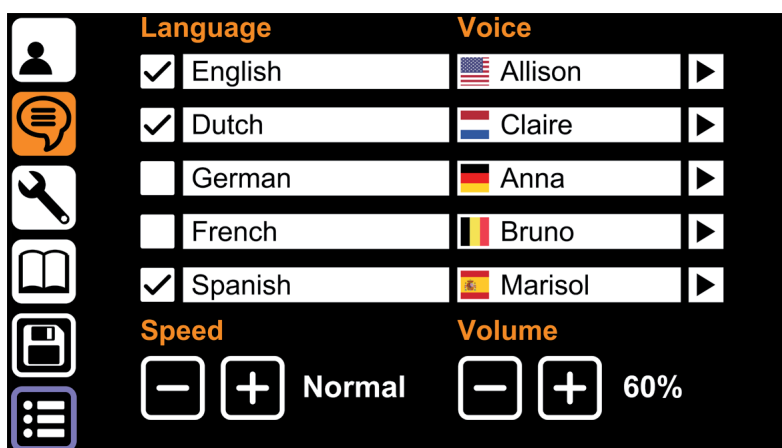 Language Voice
English Allison
Dutch Claire
German Anna
French Bruno
Spanish Marisol
Speed Volume
Normal 60%